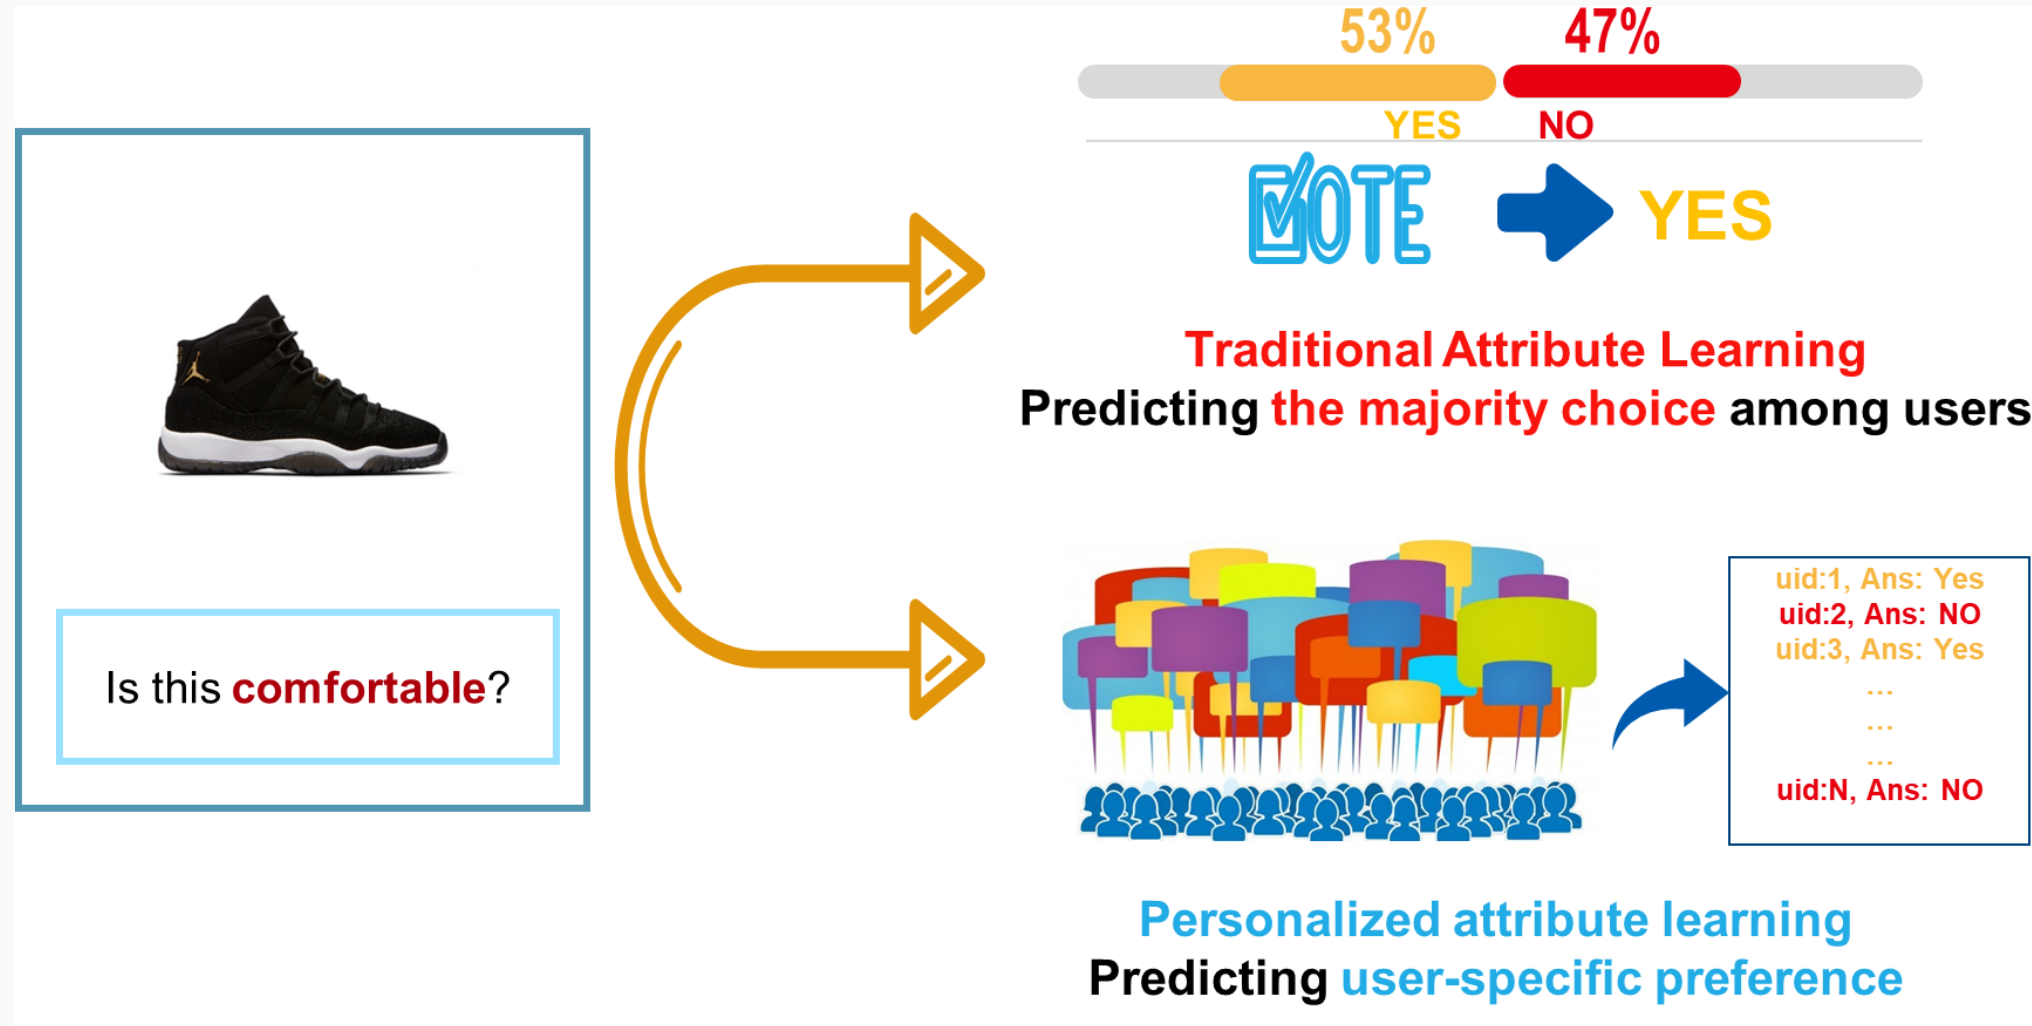 Is this comfortable?
53% 47%
YES NO
VOTE YES
Traditional Attribute Learning
Predicting the majority choice among users
uid:1, Ans: Yes
uid:2, Ans: NO
uid:3, Ans: Yes
...
...
...
uid:N, Ans: NO
Personalized attribute learning
Predicting user-specific preference